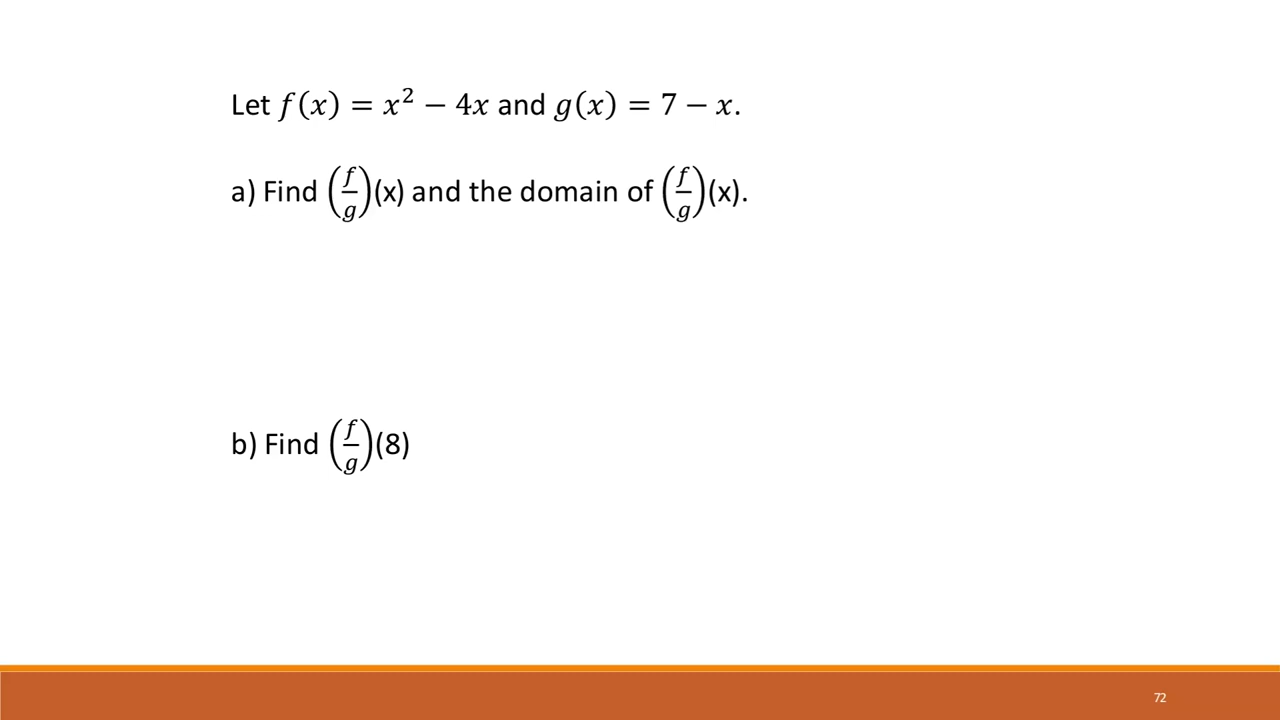 Let f(x) = x² − 4x and g(x) = 7 − x.
a) Find (f/g)(x) and the domain of (f/g)(x).
b) Find (f/g)(8)
72